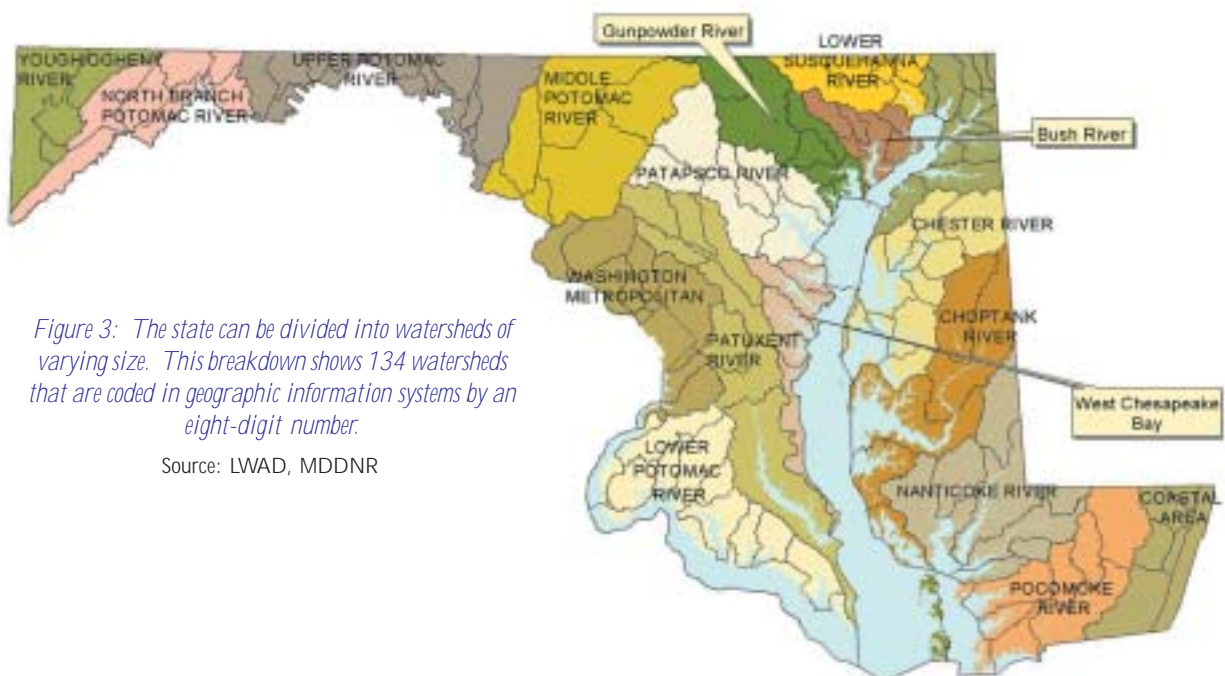 Gunpowder River
LOWER
SUSQUEHANNA
RIVER
YOUGHIOGHENY
RIVER
UPPER POTOMAC
RIVER
MIDDLE
POTOMAC
RIVER
NORTH BRANCH
POTOMAC RIVER
Bush River
PATAPSCO RIVER
CHESTER RIVER
WASHINGTON
METROPOLITAN
CHOPTANK
RIVER
PATUXENT
RIVER
West Chesapeake
Bay
Figure 3: The state can be divided into watersheds of
varying size. This breakdown shows 134 watersheds
that are coded in geographic information systems by an
eight-digit number.
Source: LWAD, MDDNR
LOWER
POTOMAC
RIVER
NANTICOKE RIVER
COASTAL
AREA
POCOMOKE
RIVER